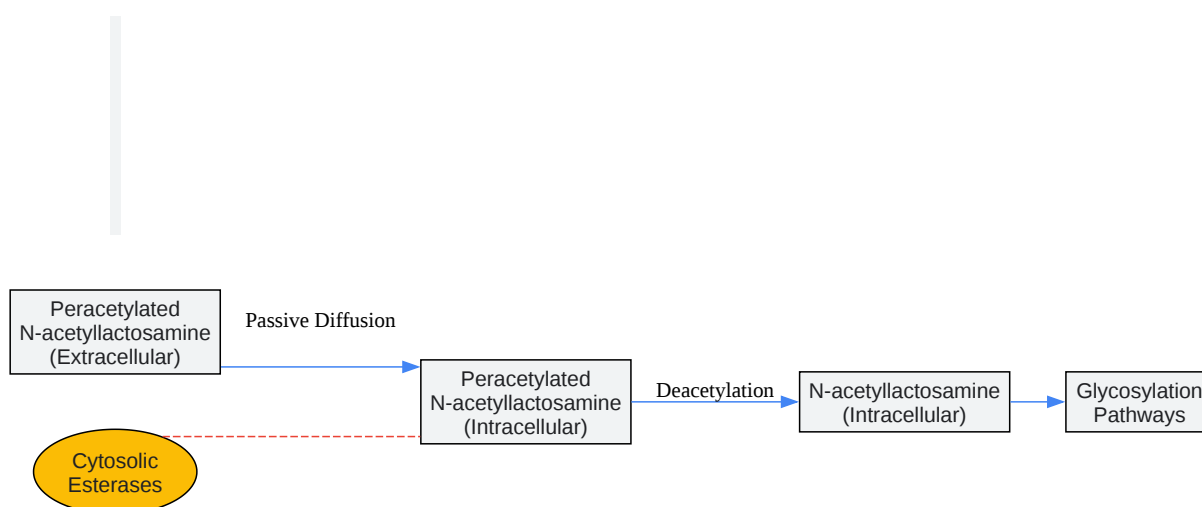 Peracetylated
N-acetyllactosamine
(Extracellular)
Passive Diffusion
Peracetylated
N-acetyllactosamine
(Intracellular)
Deacetylation
N-acetyllactosamine
(Intracellular)
Glycosylation
Pathways
Cytosolic
Esterases